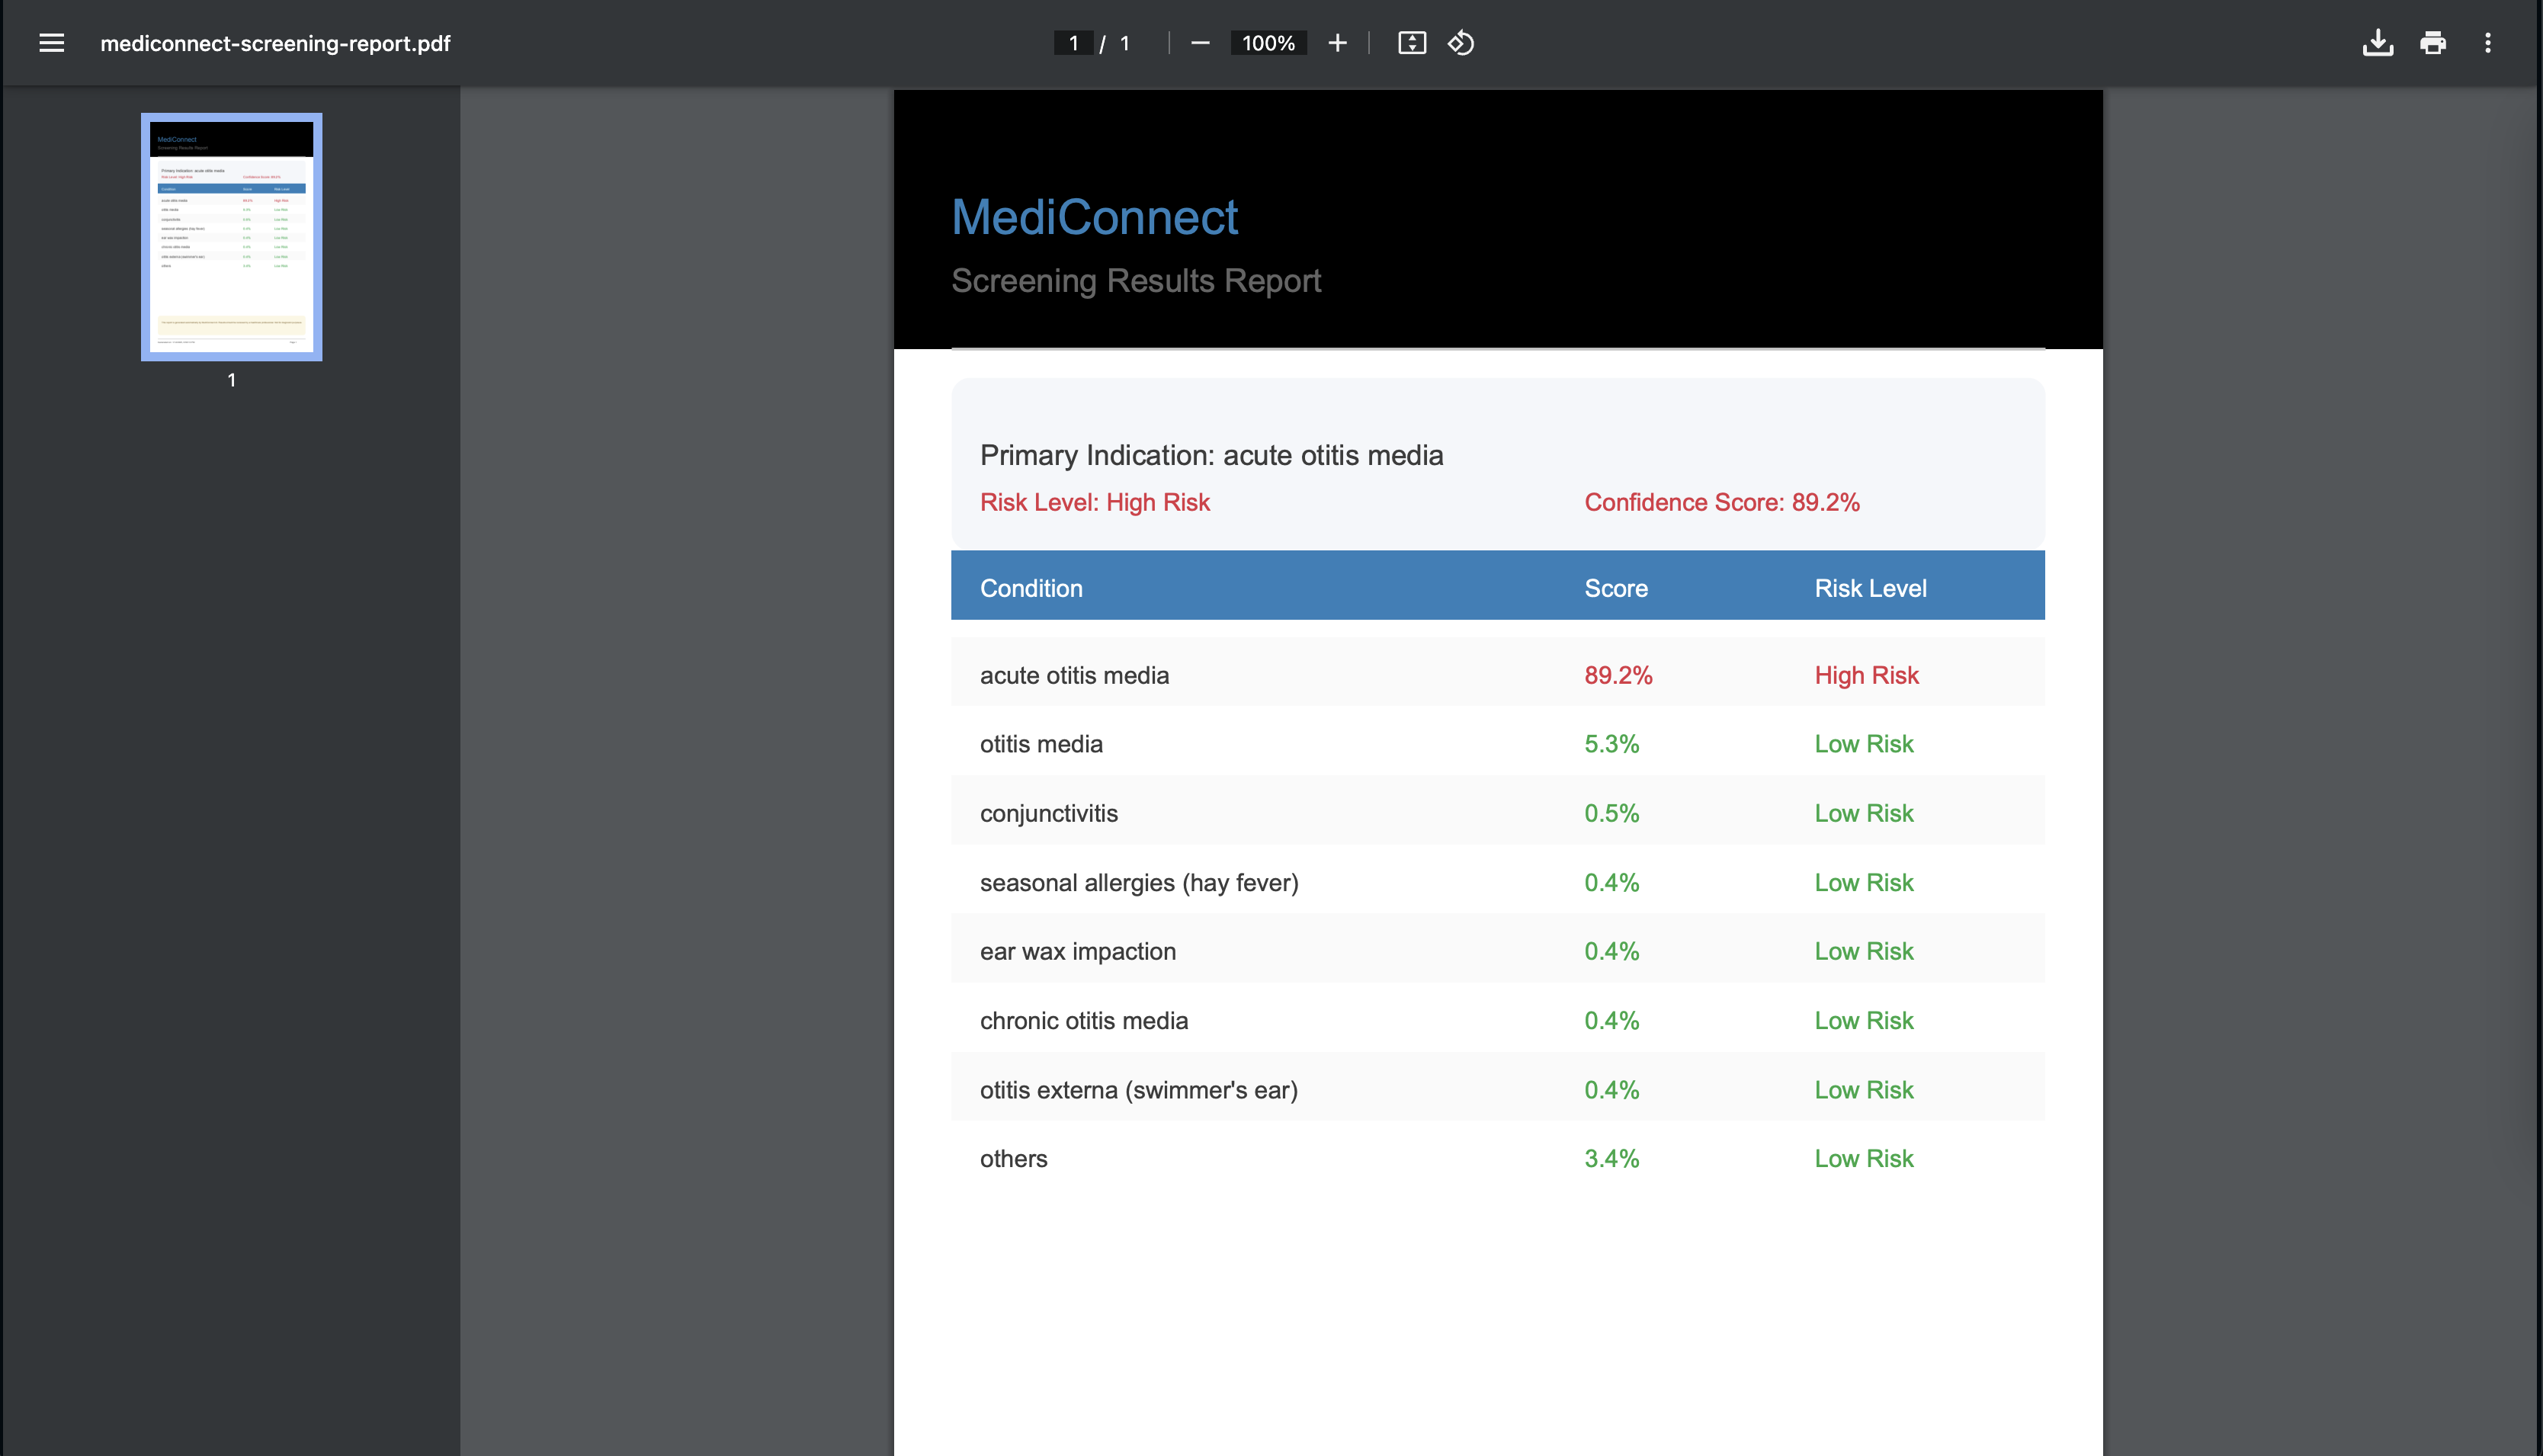 mediconnect-screening-report.pdf
1 / 1
100%
MediConnect
Screening Results Report
1
Primary Indication: acute otitis media
Risk Level: High Risk Confidence Score: 89.2%
Condition Score Risk Level
acute otitis media 89.2% High Risk
otitis media 5.3% Low Risk
conjunctivitis 0.5% Low Risk
seasonal allergies (hay fever) 0.4% Low Risk
ear wax impaction 0.4% Low Risk
chronic otitis media 0.4% Low Risk
otitis externa (swimmer's ear) 0.4% Low Risk
others 3.4% Low Risk